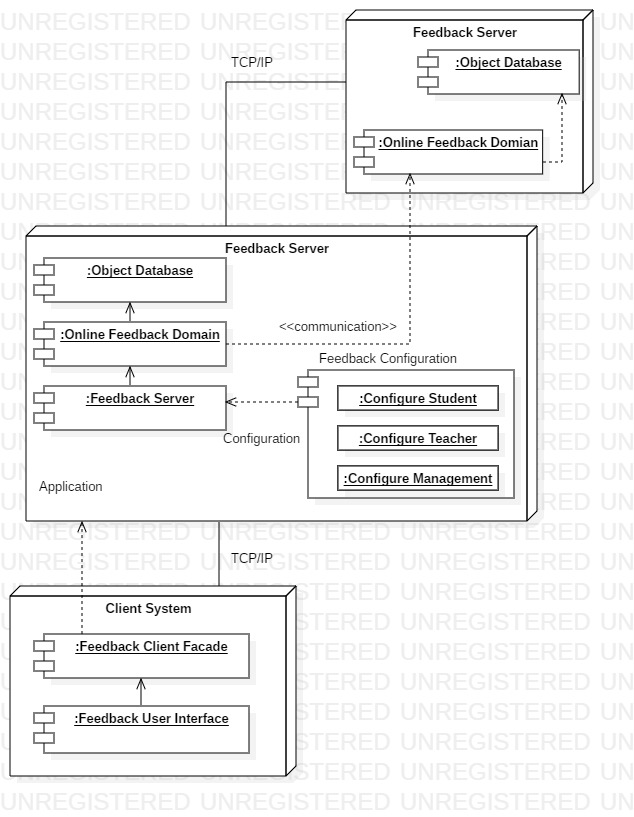 Feedback Server
TCP/IP
:Object Database
:Online Feedback Domian
Feedback Server
:Object Database
<<communication>>
:Online Feedback Domain
Feedback Configuration
:Feedback Server
:Configure Student
Configuration
:Configure Teacher
:Configure Management
Application
TCP/IP
Client System
:Feedback Client Facade
:Feedback User Interface
UNREGISTERED